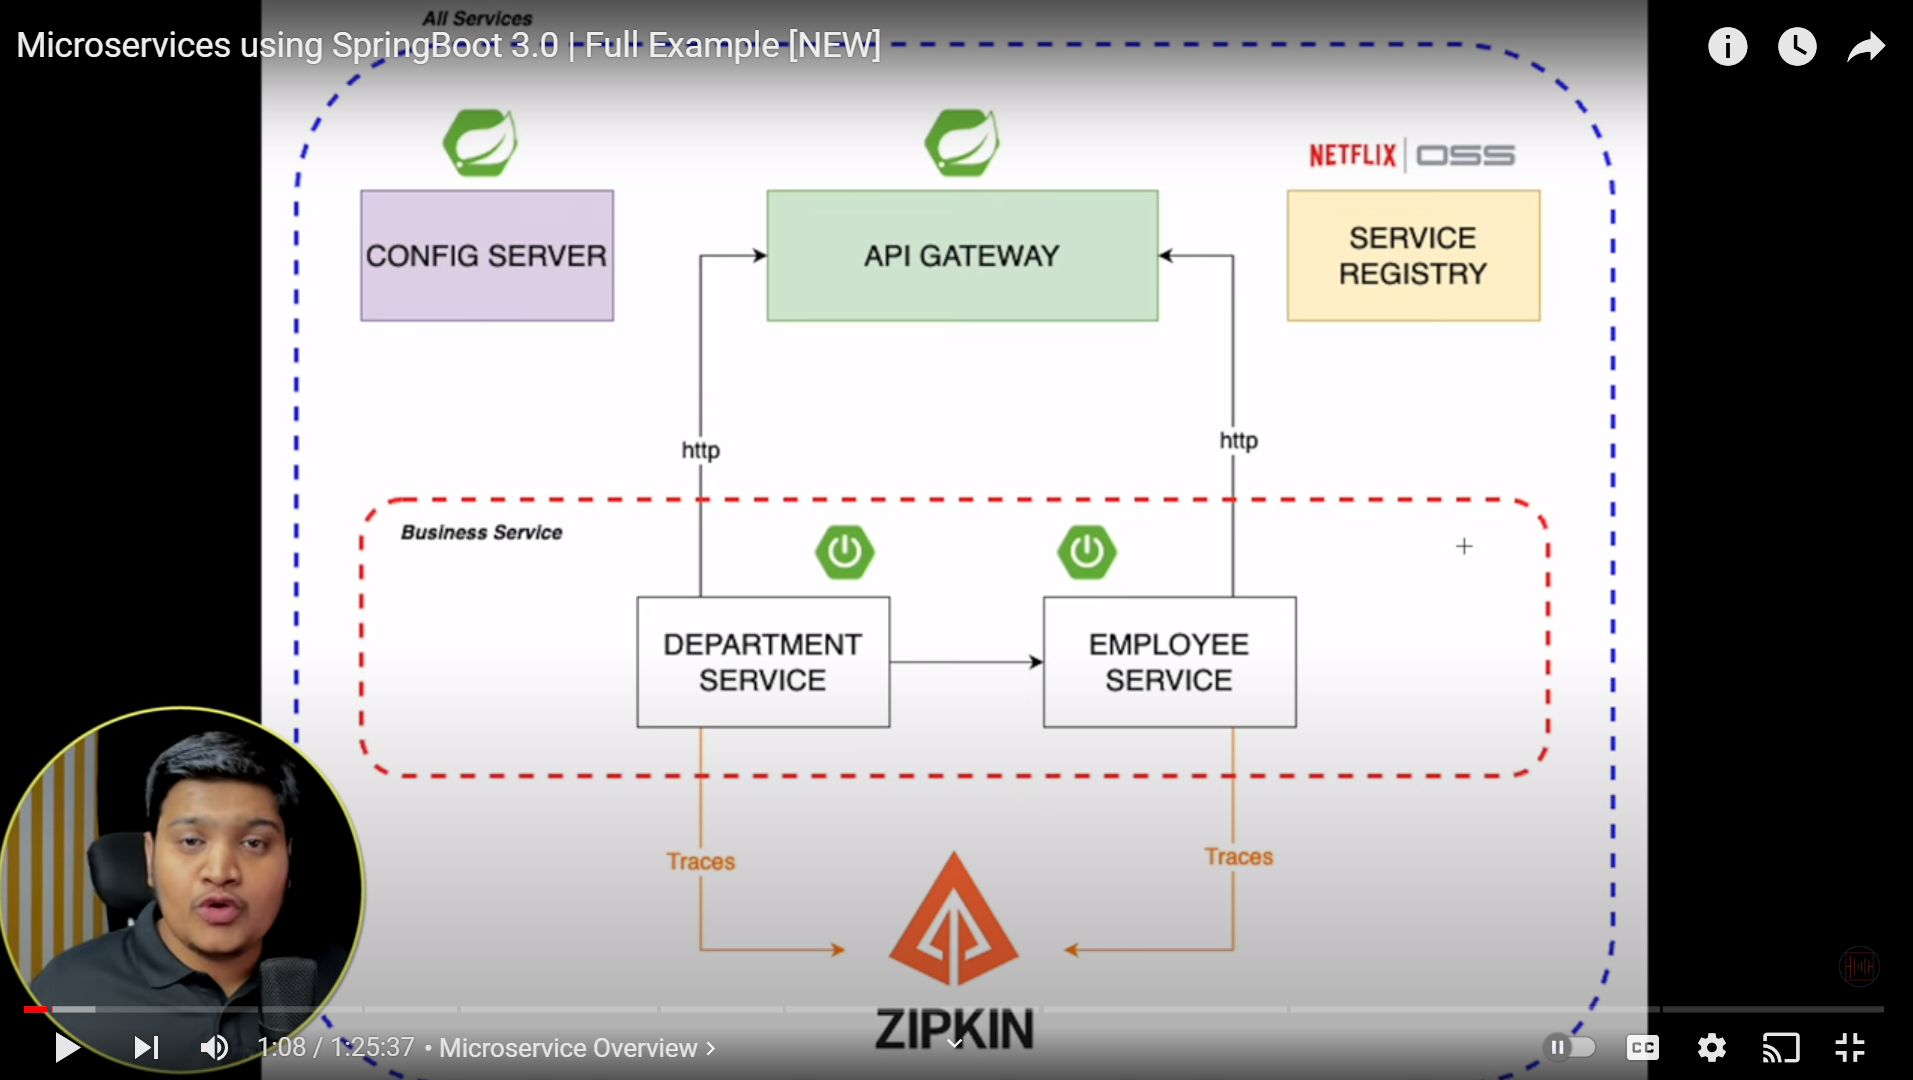 All Services
Microservices using SpringBoot 3.0 | Full Example [NEW]
NETFLIX | OSS
CONFIG SERVER
API GATEWAY
SERVICE
REGISTRY
http
http
Business Service
DEPARTMENT
SERVICE
EMPLOYEE
SERVICE
Traces
Traces
ZIPKIN
1:08 / 1:25:37 • Microservice Overview >
CC